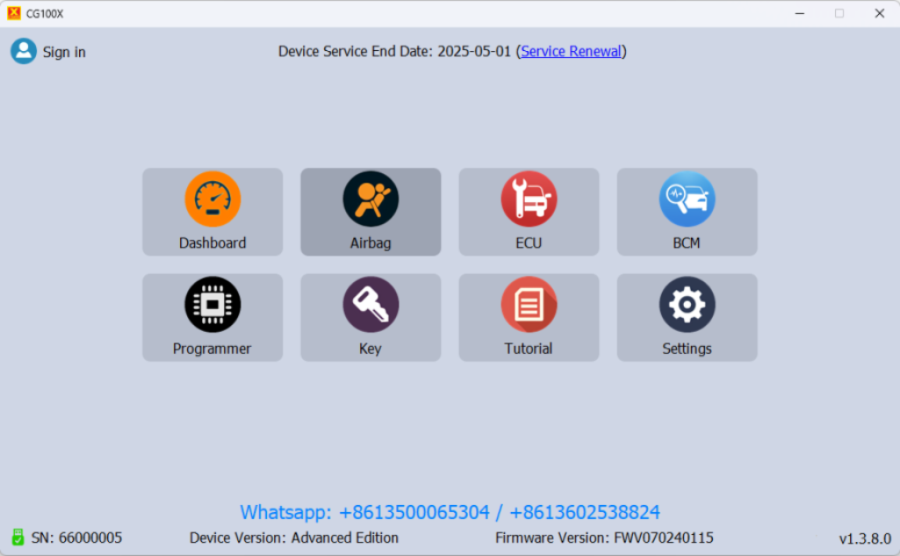 CG100X
Sign in
Device Service End Date: 2025-05-01 (Service Renewal)
Dashboard
Airbag
ECU
BCM
Programmer
Key
Tutorial
Settings
Whatsapp: +8613500065304 / +8613602538824
SN: 66000005
Device Version: Advanced Edition
Firmware Version: FWV070240115
v1.3.8.0